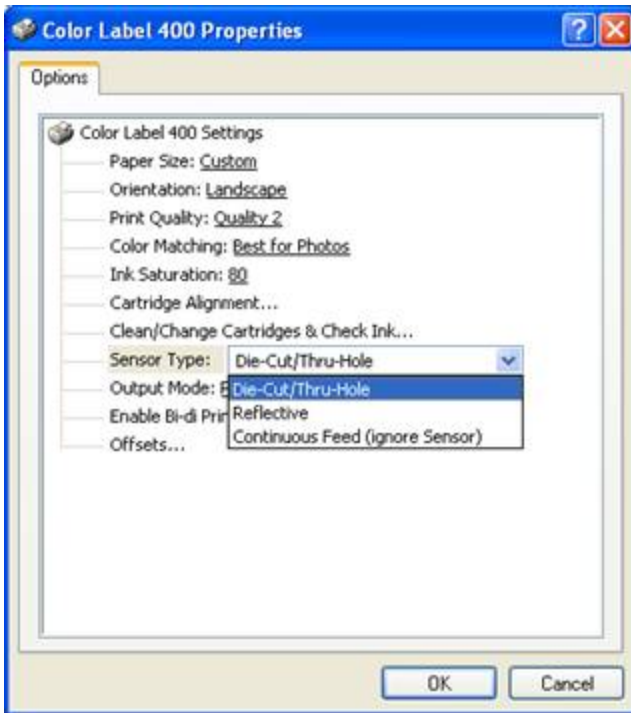 Color Label 400 Properties
Options
Color Label 400 Settings
Paper Size: Custom
Orientation: Landscape
Print Quality: Quality 2
Color Matching: Best for Photos
Ink Saturation: 80
Cartridge Alignment...
Clean/Change Cartridges & Check Ink...
Sensor Type: Die-Cut/Thru-Hole
Output Mode: Die-Cut/Thru-Hole
Enable Bi-di Reflective
Continuous Feed (ignore Sensor)
Offsets...
OK Cancel